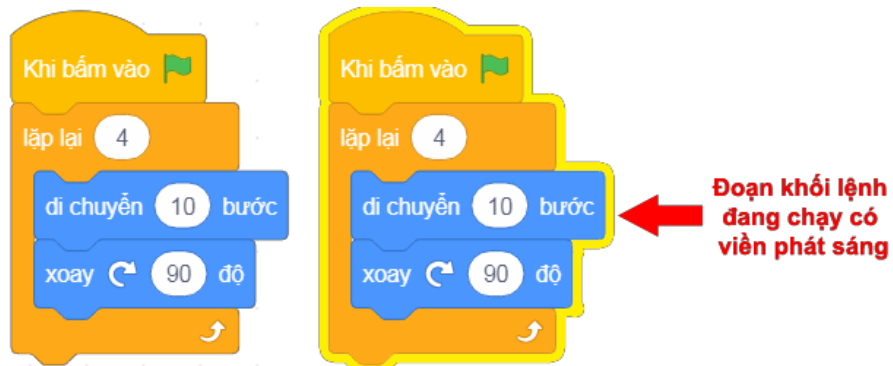 Khi bấm vào
lặp lại 4
di chuyển 10 bước
xoay 90 độ
Khi bấm vào
lặp lại 4
di chuyển 10 bước
xoay 90 độ
Đoạn khối lệnh
đang chạy có
viền phát sáng